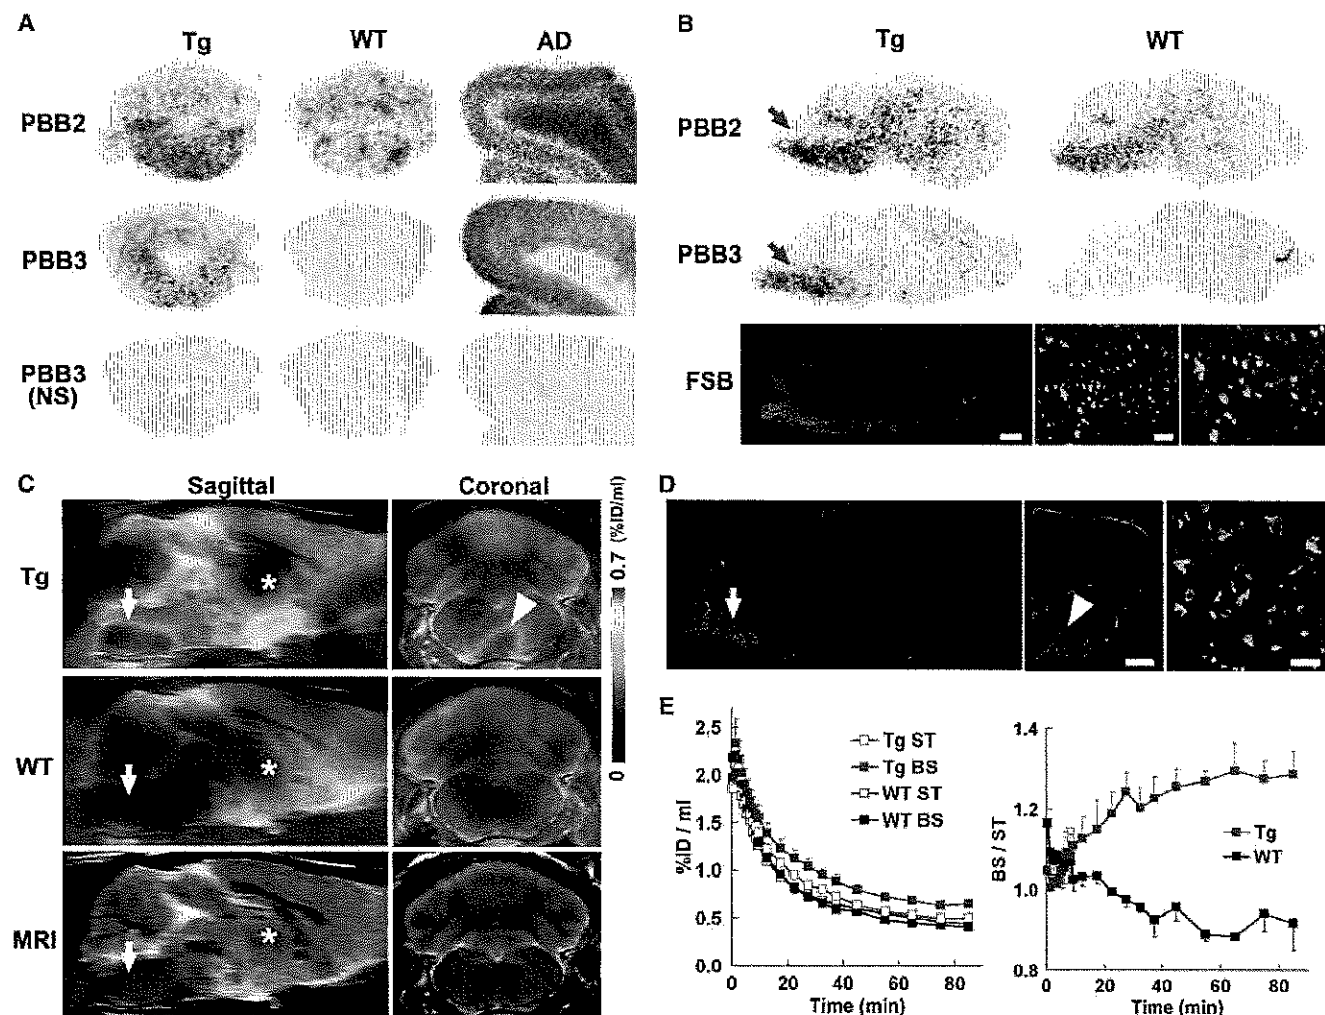 A
Tg WT AD
PBB2
PBB3
PBB3
(NS)
B
Tg WT
PBB2
PBB3
FSB
C
Sagittal Coronal
Tg
*
WT
*
MRI
*
0.7 (%ID/ml)
0
D
E
2.5
2.0
1.5
1.0
0.5
0.0
%ID / ml
Tg ST
Tg BS
WT ST
WT BS
0 20 40 60 80
Time (min)
1.4
1.2
1.0
0.8
BS / ST
Tg
WT
0 20 40 60 80
Time (min)